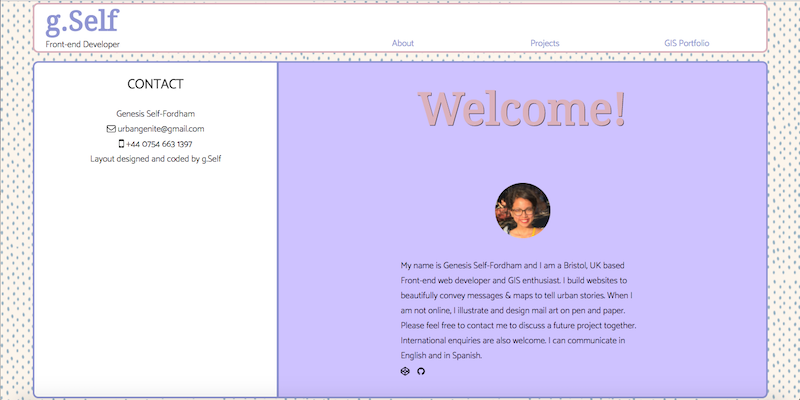 g.Self
Front-end Developer
About
Projects
GIS Portfolio
CONTACT
Genesis Self-Fordham
urbangenite@gmail.com
+44 0754 663 1397
Layout designed and coded by g.Self
Welcome!
My name is Genesis Self-Fordham and I am a Bristol, UK based
Front-end web developer and GIS enthusiast. I build websites to
beautifully convey messages & maps to tell urban stories. When I
am not online, I illustrate and design mail art on pen and paper.
Please feel free to contact me to discuss a future project together.
International enquiries are also welcome. I can communicate in
English and in Spanish.